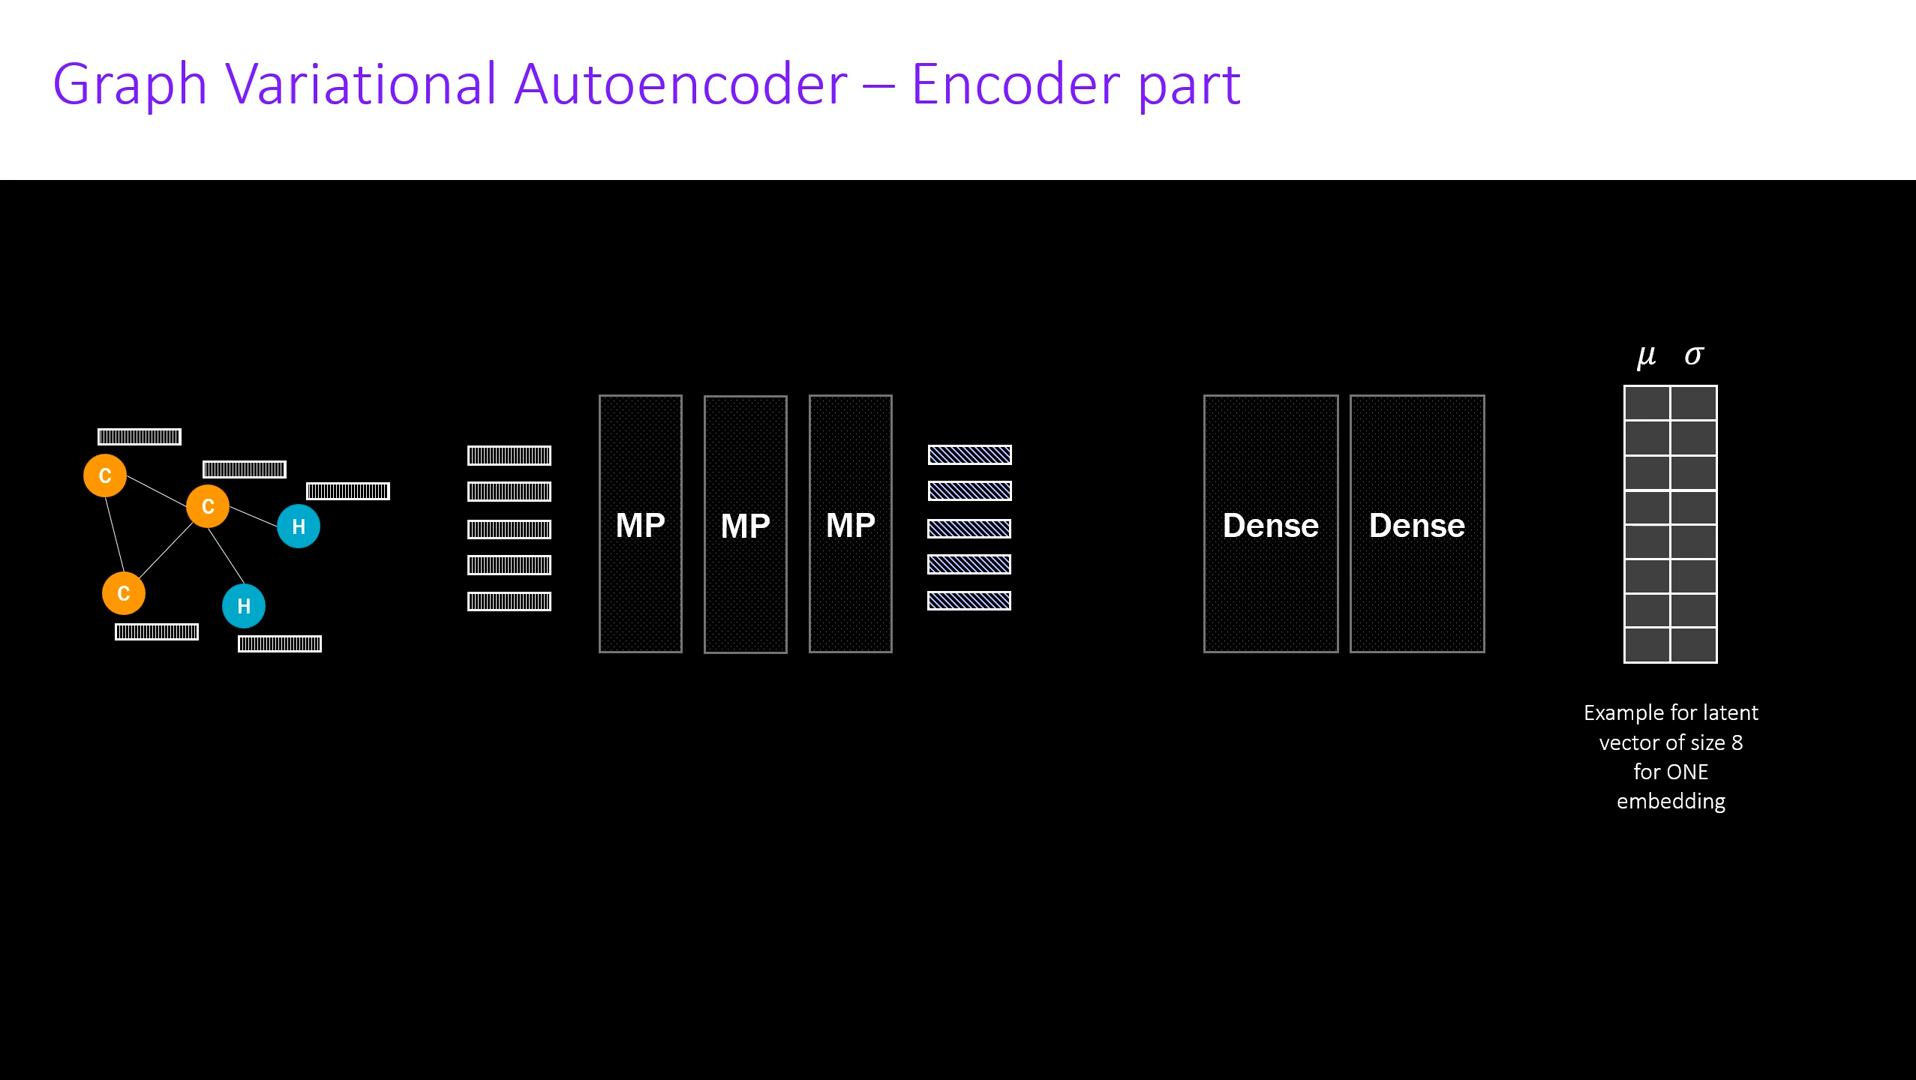 Graph Variational Autoencoder – Encoder part
μ σ
C
C
H
C
H
MP MP MP
Dense Dense
Example for latent
vector of size 8
for ONE
embedding